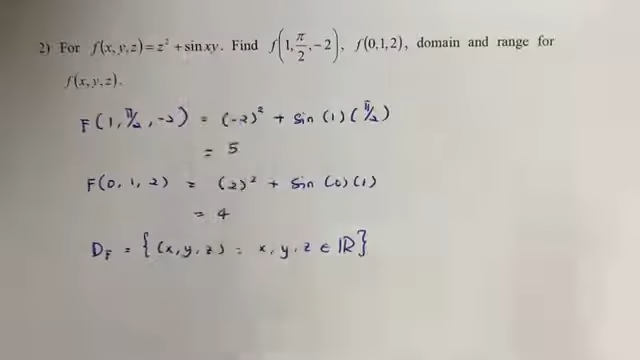 2) For f(x,y,z)=z²+sin xy. Find f(1,π/2,−2), f(0,1,2), domain and range for
f(x,y,z).
F(1,π/2,-2) = (-2)² + sin (1)(π/2)
= 5
F(0,1,2) = (2)² + sin (0)(1)
= 4
D_F = {(x,y,z) = x,y,z ∈ ℝ}